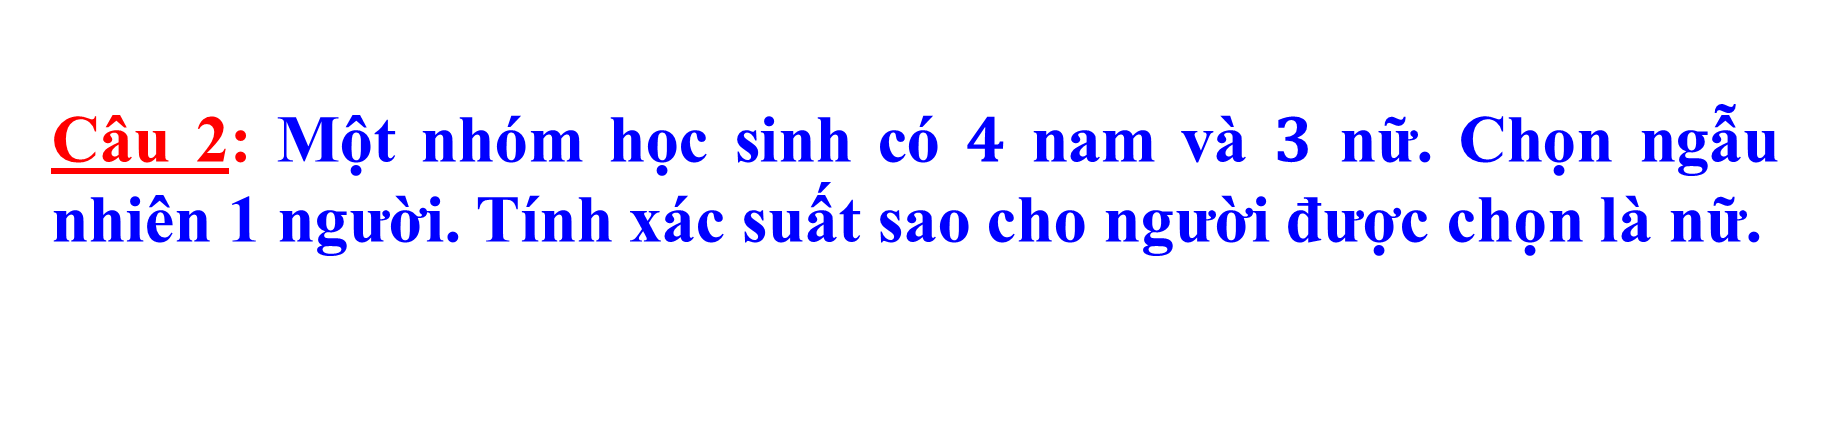 Câu 2: Một nhóm học sinh có 4 nam và 3 nữ. Chọn ngẫu
nhiên 1 người. Tính xác suất sao cho người được chọn là nữ.